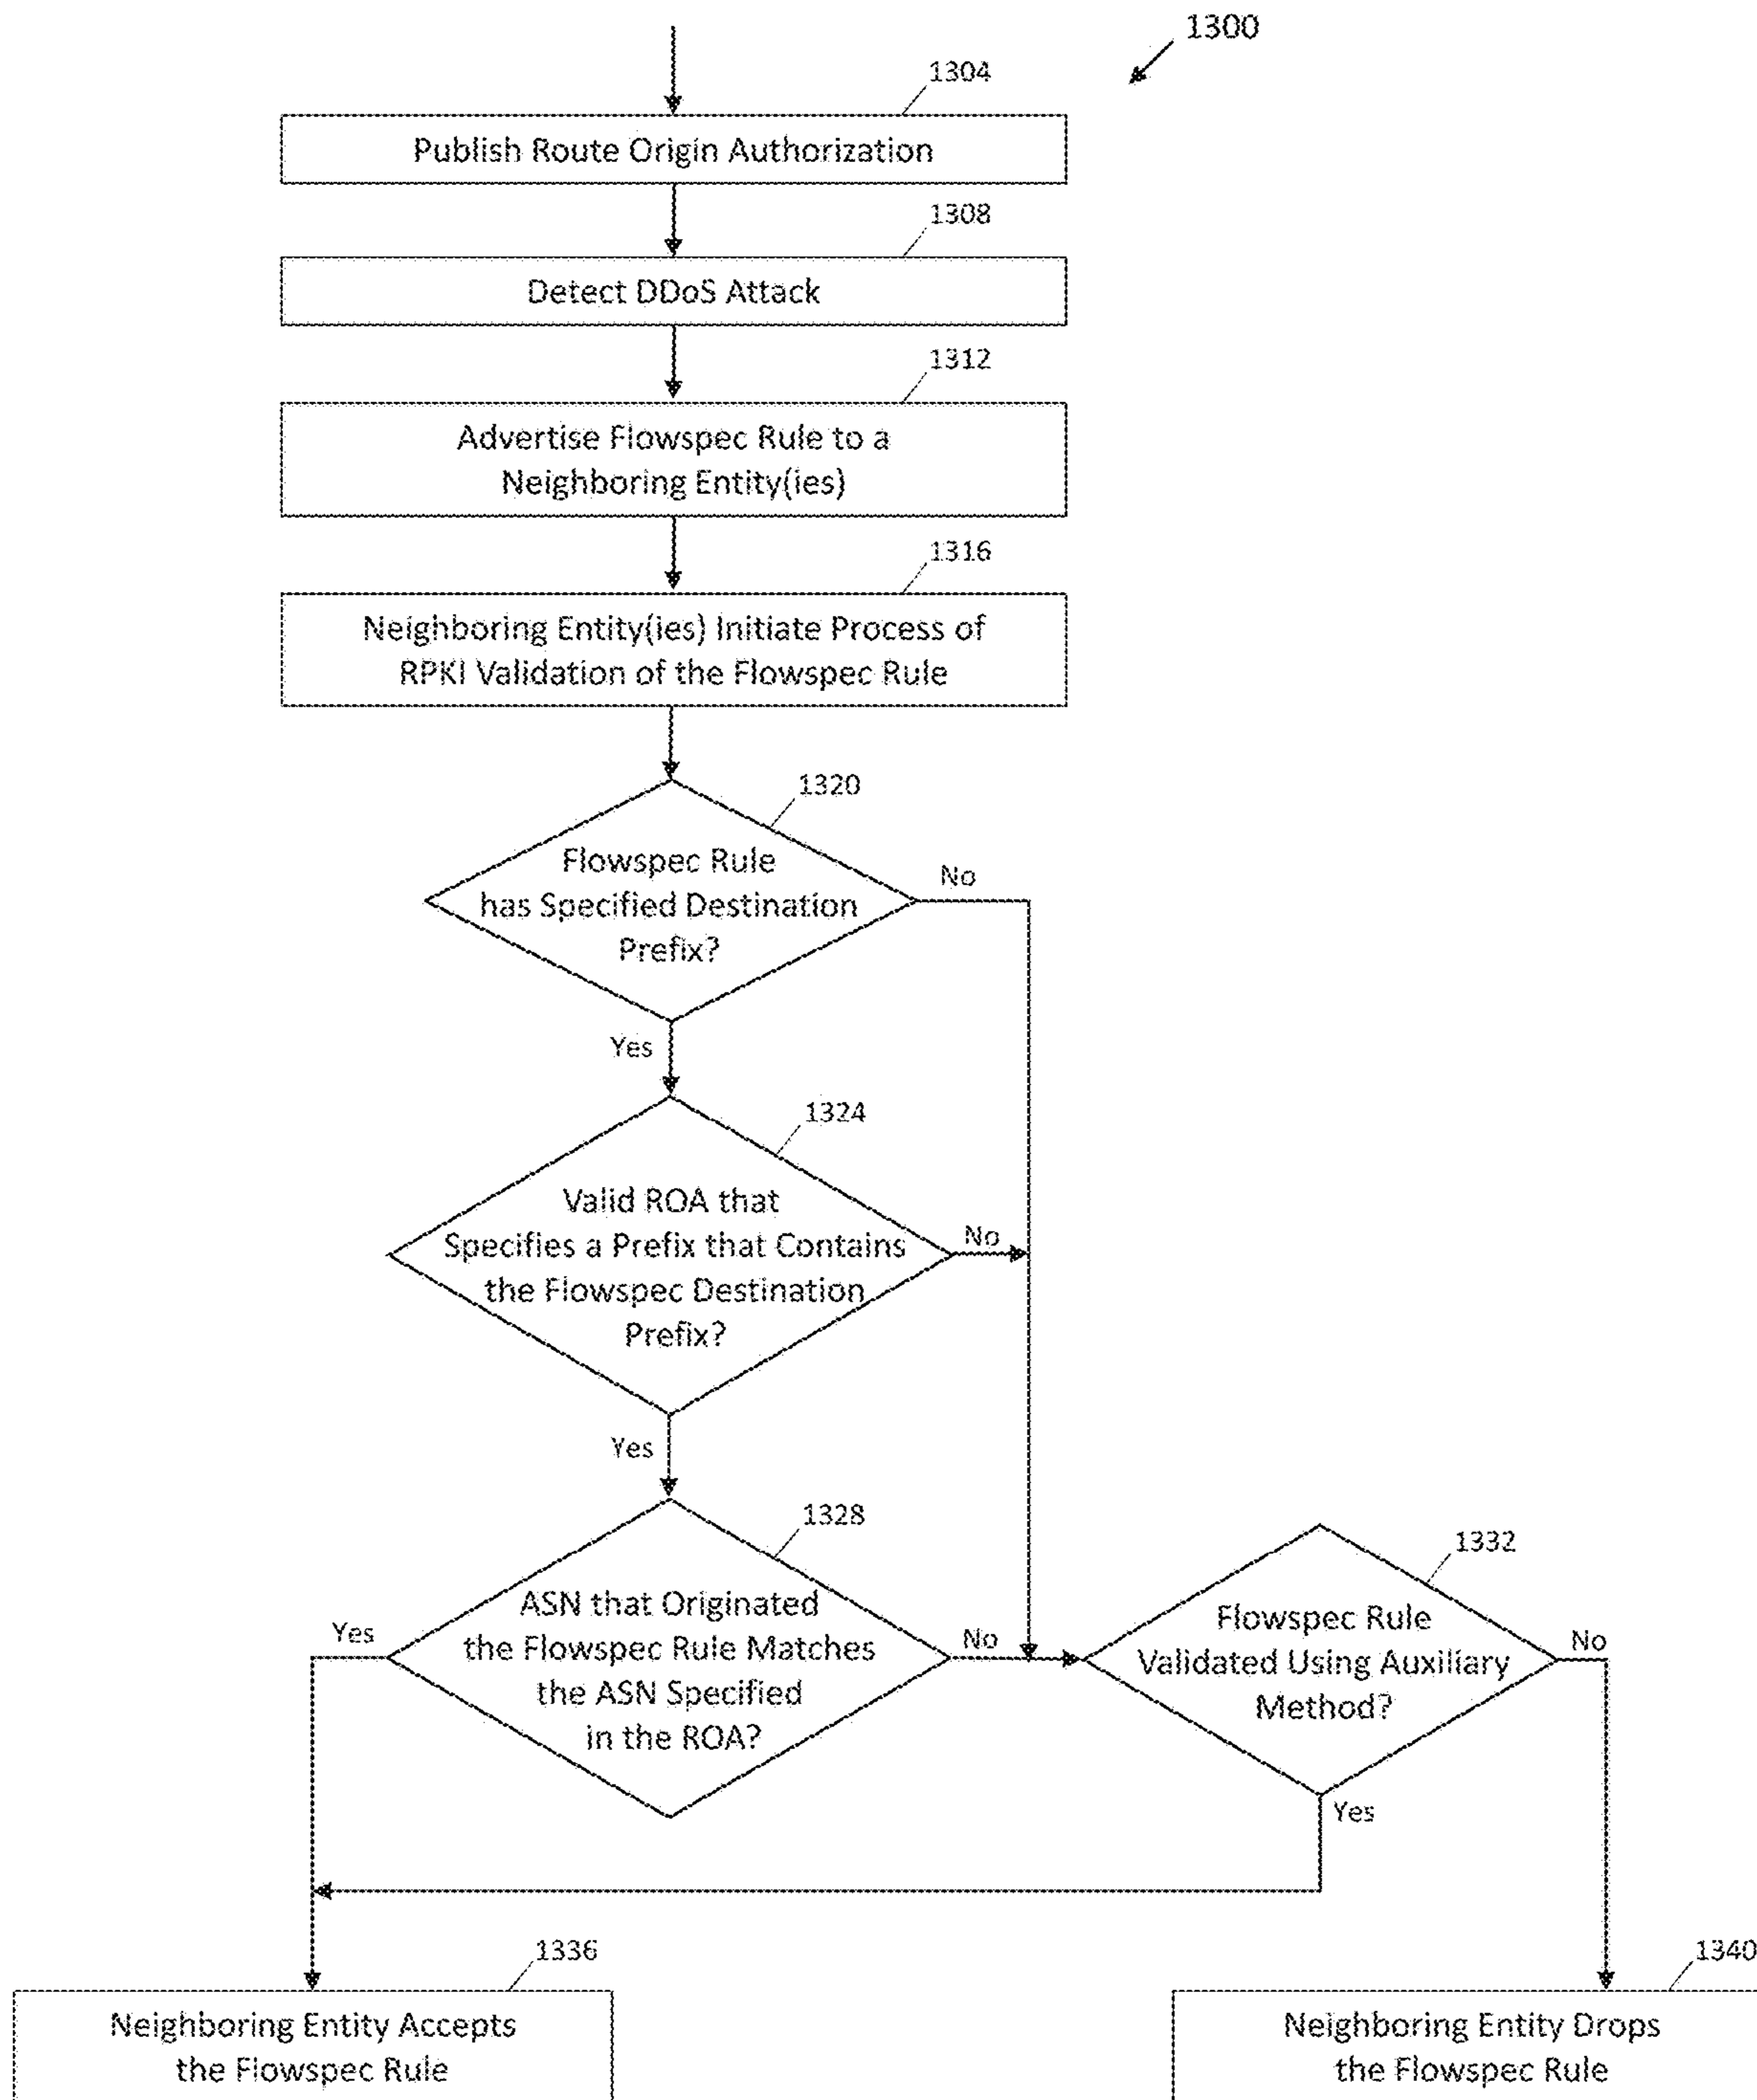 1300
1304
Publish Route Origin Authorization
1308
Detect DDoS Attack
1312
Advertise Flowspec Rule to a
Neighboring Entity(ies)
1316
Neighboring Entity(ies) Initiate Process of
RPKI Validation of the Flowspec Rule
1320
Flowspec Rule
has Specified Destination
Prefix?
No
Yes
1324
Valid ROA that
Specifies a Prefix that Contains
the Flowspec Destination
Prefix?
No
Yes
1328
ASN that Originated
the Flowspec Rule Matches
the ASN Specified
in the ROA?
Yes
No
1332
Flowspec Rule
Validated Using Auxiliary
Method?
No
Yes
1336
Neighboring Entity Accepts
the Flowspec Rule
1340
Neighboring Entity Drops
the Flowspec Rule